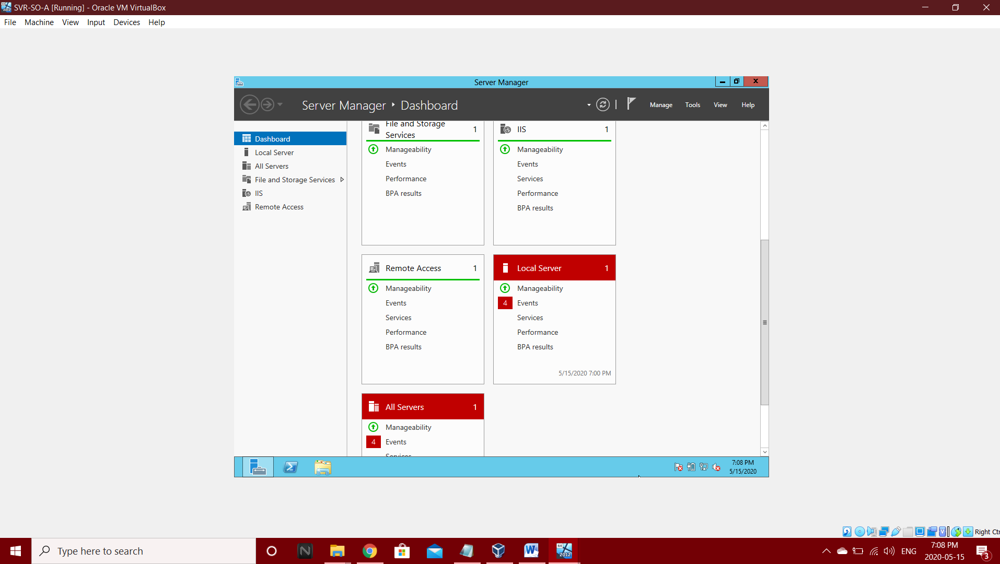 SVR-SO-A [Running] - Oracle VM VirtualBox
File Machine View Input Devices Help
Server Manager
Server Manager Dashboard
Manage Tools View Help
Dashboard
Local Server
All Servers
File and Storage Services
IIS
Remote Access
File and Storage
Services
1
Manageability
Events
Performance
BPA results
IIS 1
Manageability
Events
Services
Performance
BPA results
Remote Access 1
Manageability
Events
Services
Performance
BPA results
Local Server 1
Manageability
4 Events
Services
Performance
BPA results
5/15/2020 7:00 PM
All Servers 1
Manageability
4 Events
Services
7:08 PM
5/15/2020
Right Ctr
Type here to search
N
W
64
2012
ENG
7:08 PM
2020-05-15
3